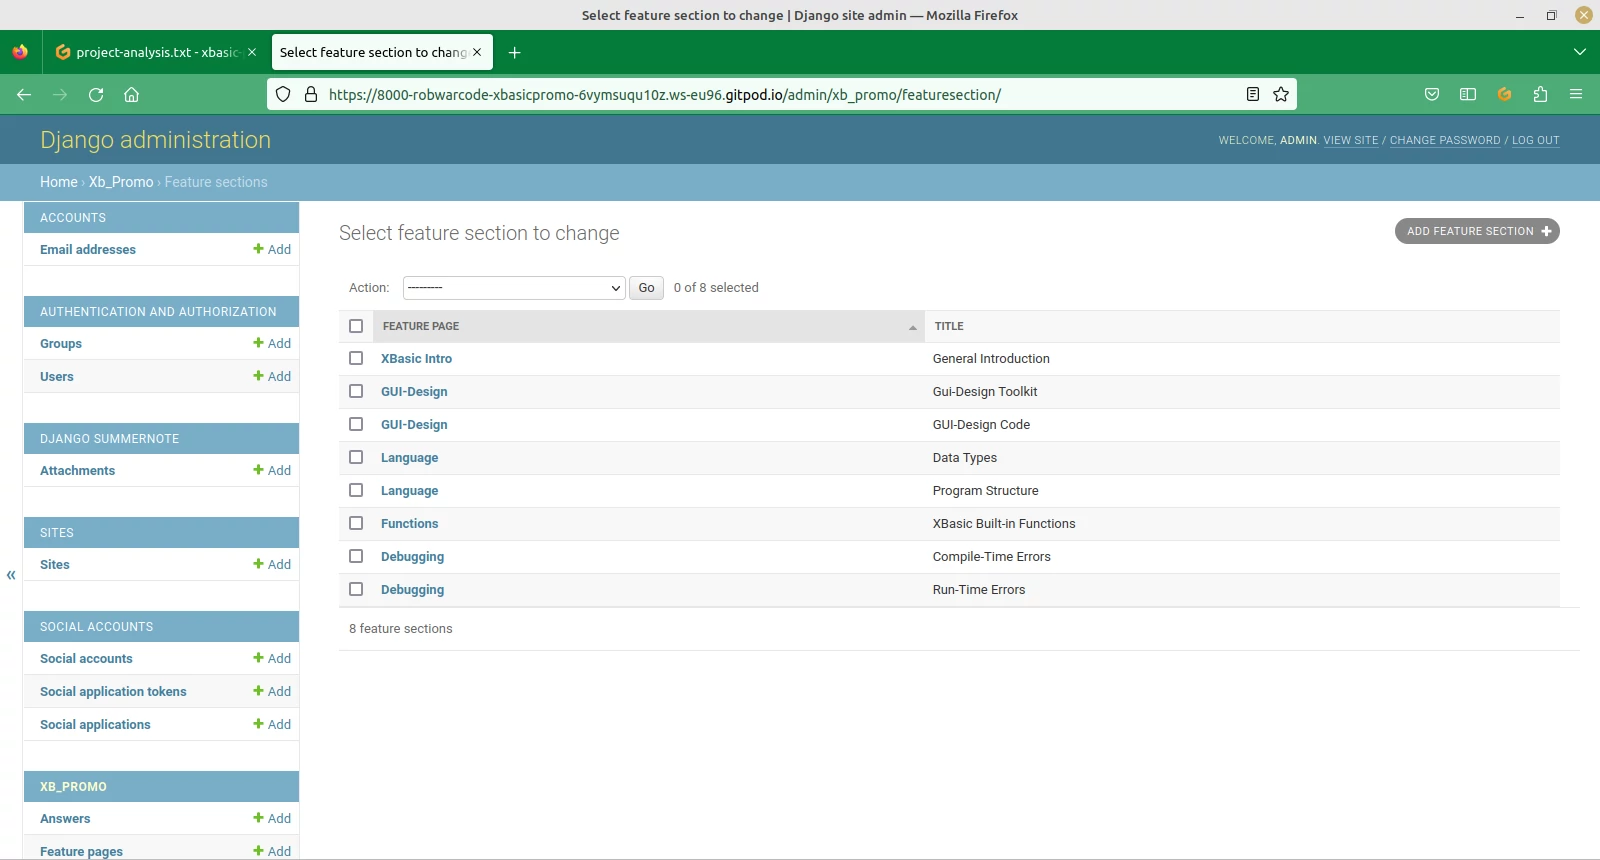 Select feature section to change | Django site admin — Mozilla Firefox
project-analysis.txt - xbasic-
Select feature section to chang
https://8000-robwarcode-xbasicpromo-6vymsuqu10z.ws-eu96.gitpod.io/admin/xb_promo/featuresection/
Django administration
WELCOME, ADMIN. VIEW SITE / CHANGE PASSWORD / LOG OUT
Home › Xb_Promo › Feature sections
ACCOUNTS
Email addresses + Add
AUTHENTICATION AND AUTHORIZATION
Groups + Add
Users + Add
DJANGO SUMMERNOTE
Attachments + Add
SITES
Sites + Add
«
SOCIAL ACCOUNTS
Social accounts + Add
Social application tokens + Add
Social applications + Add
XB_PROMO
Answers + Add
Feature pages + Add
Select feature section to change
ADD FEATURE SECTION +
Action: --------- Go 0 of 8 selected
FEATURE PAGE TITLE
XBasic Intro General Introduction
GUI-Design Gui-Design Toolkit
GUI-Design GUI-Design Code
Language Data Types
Language Program Structure
Functions XBasic Built-in Functions
Debugging Compile-Time Errors
Debugging Run-Time Errors
8 feature sections